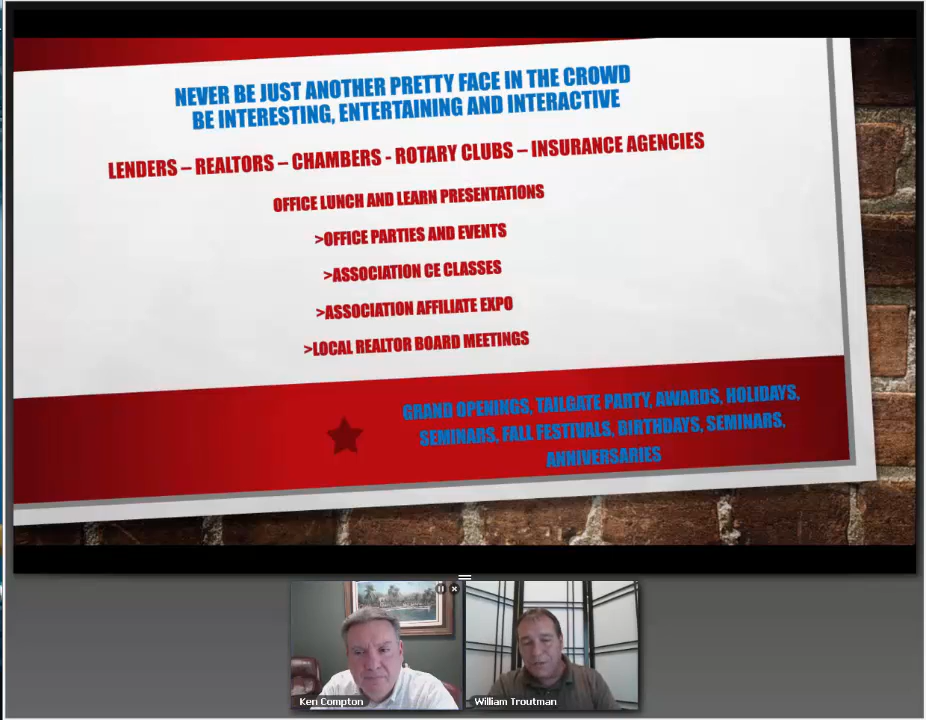 NEVER BE JUST ANOTHER PRETTY FACE IN THE CROWD
BE INTERESTING, ENTERTAINING AND INTERACTIVE
LENDERS – REALTORS – CHAMBERS - ROTARY CLUBS – INSURANCE AGENCIES
OFFICE LUNCH AND LEARN PRESENTATIONS
>OFFICE PARTIES AND EVENTS
>ASSOCIATION CE CLASSES
>ASSOCIATION AFFILIATE EXPO
>LOCAL REALTOR BOARD MEETINGS
GRAND OPENINGS, TAILGATE PARTY, AWARDS, HOLIDAYS,
SEMINARS, FALL FESTIVALS, BIRTHDAYS, SEMINARS,
ANNIVERSARIES
Ken Compton
William Troutman